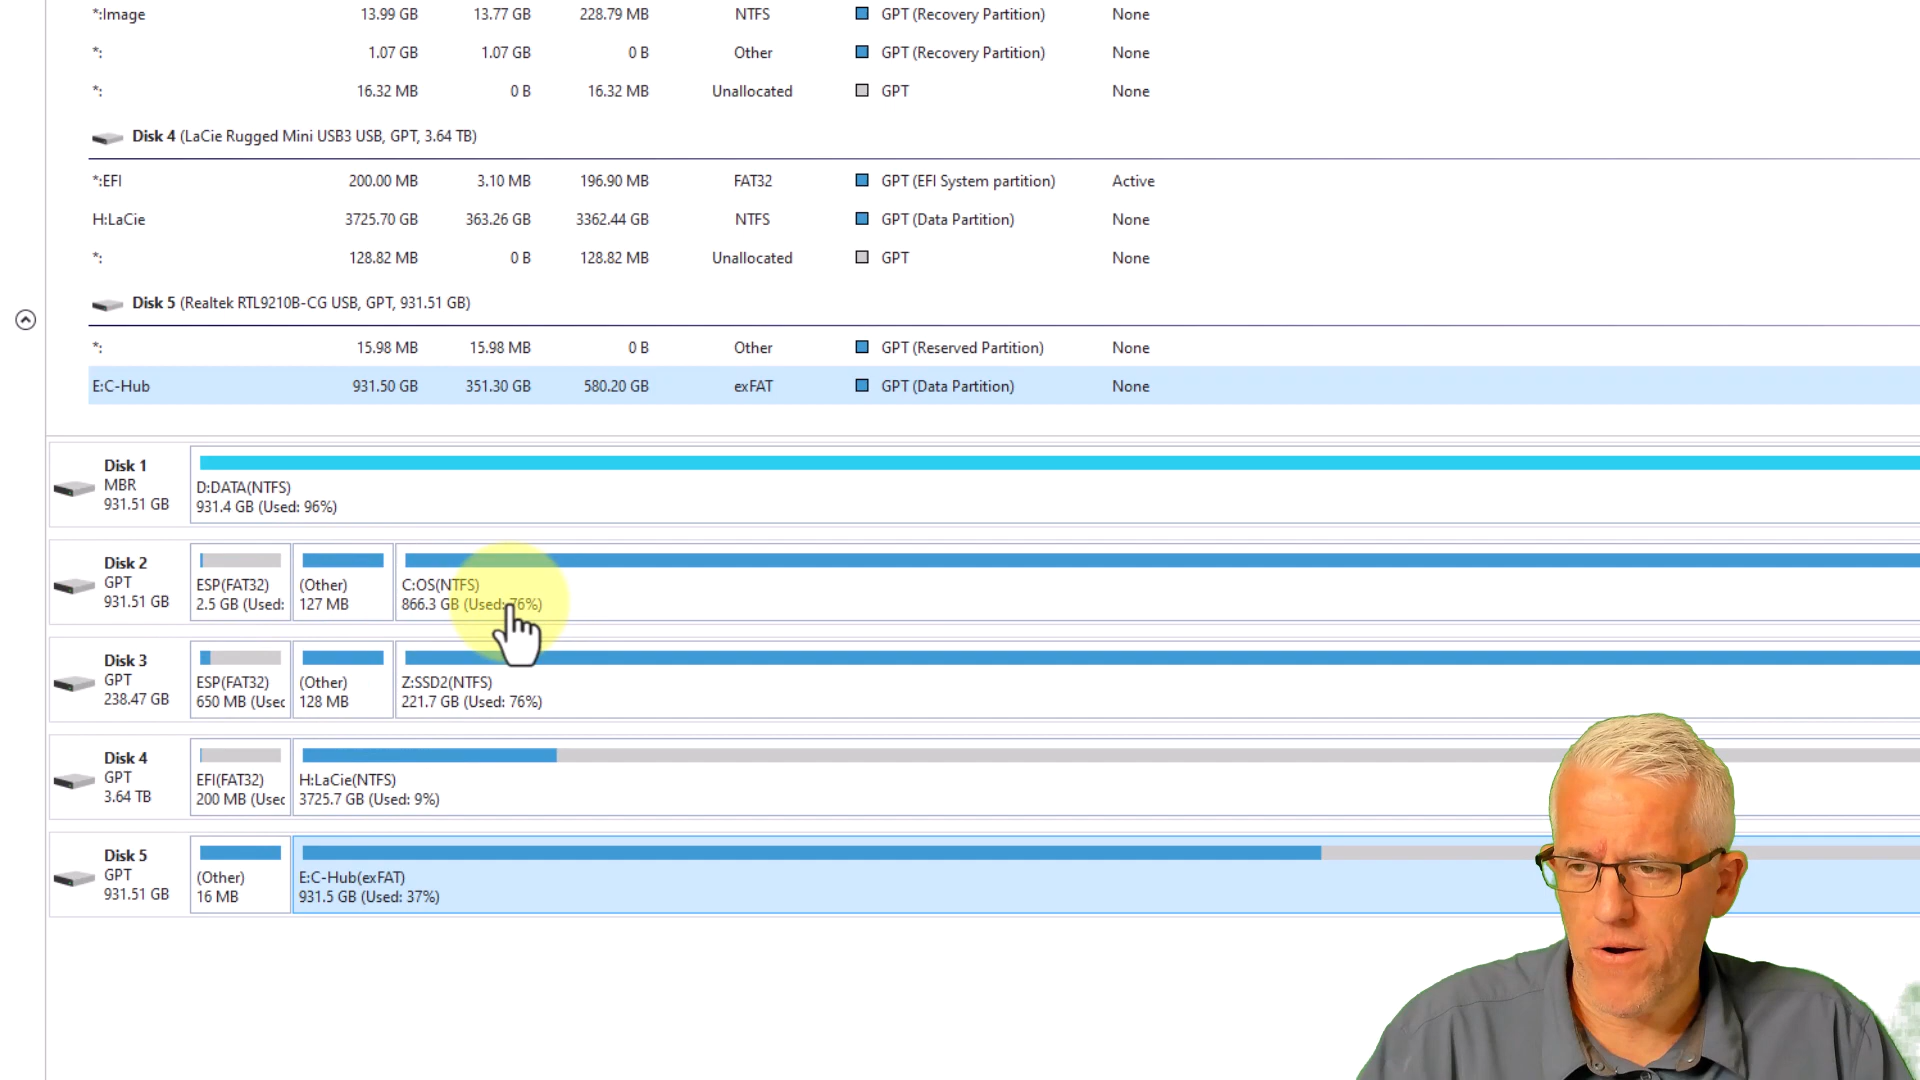 *:Image 13.99 GB 13.77 GB 228.79 MB NTFS GPT (Recovery Partition) None
*: 1.07 GB 1.07 GB 0 B Other GPT (Recovery Partition) None
*: 16.32 MB 0 B 16.32 MB Unallocated GPT None
Disk 4 (LaCie Rugged Mini USB3 USB, GPT, 3.64 TB)
*:EFI 200.00 MB 3.10 MB 196.90 MB FAT32 GPT (EFI System partition) Active
H:LaCie 3725.70 GB 363.26 GB 3362.44 GB NTFS GPT (Data Partition) None
*: 128.82 MB 0 B 128.82 MB Unallocated GPT None
Disk 5 (Realtek RTL9210B-CG USB, GPT, 931.51 GB)
*: 15.98 MB 15.98 MB 0 B Other GPT (Reserved Partition) None
E:C-Hub 931.50 GB 351.30 GB 580.20 GB exFAT GPT (Data Partition) None
Disk 1
MBR
931.51 GB
D:DATA(NTFS)
931.4 GB (Used: 96%)
Disk 2
GPT
931.51 GB
ESP(FAT32)
2.5 GB (Used:
(Other)
127 MB
C:OS(NTFS)
866.3 GB (Used: 76%)
Disk 3
GPT
238.47 GB
ESP(FAT32)
650 MB (Usec
(Other)
128 MB
Z:SSD2(NTFS)
221.7 GB (Used: 76%)
Disk 4
GPT
3.64 TB
EFI(FAT32)
200 MB (Usec
H:LaCie(NTFS)
3725.7 GB (Used: 9%)
Disk 5
GPT
931.51 GB
(Other)
16 MB
E:C-Hub(exFAT)
931.5 GB (Used: 37%)